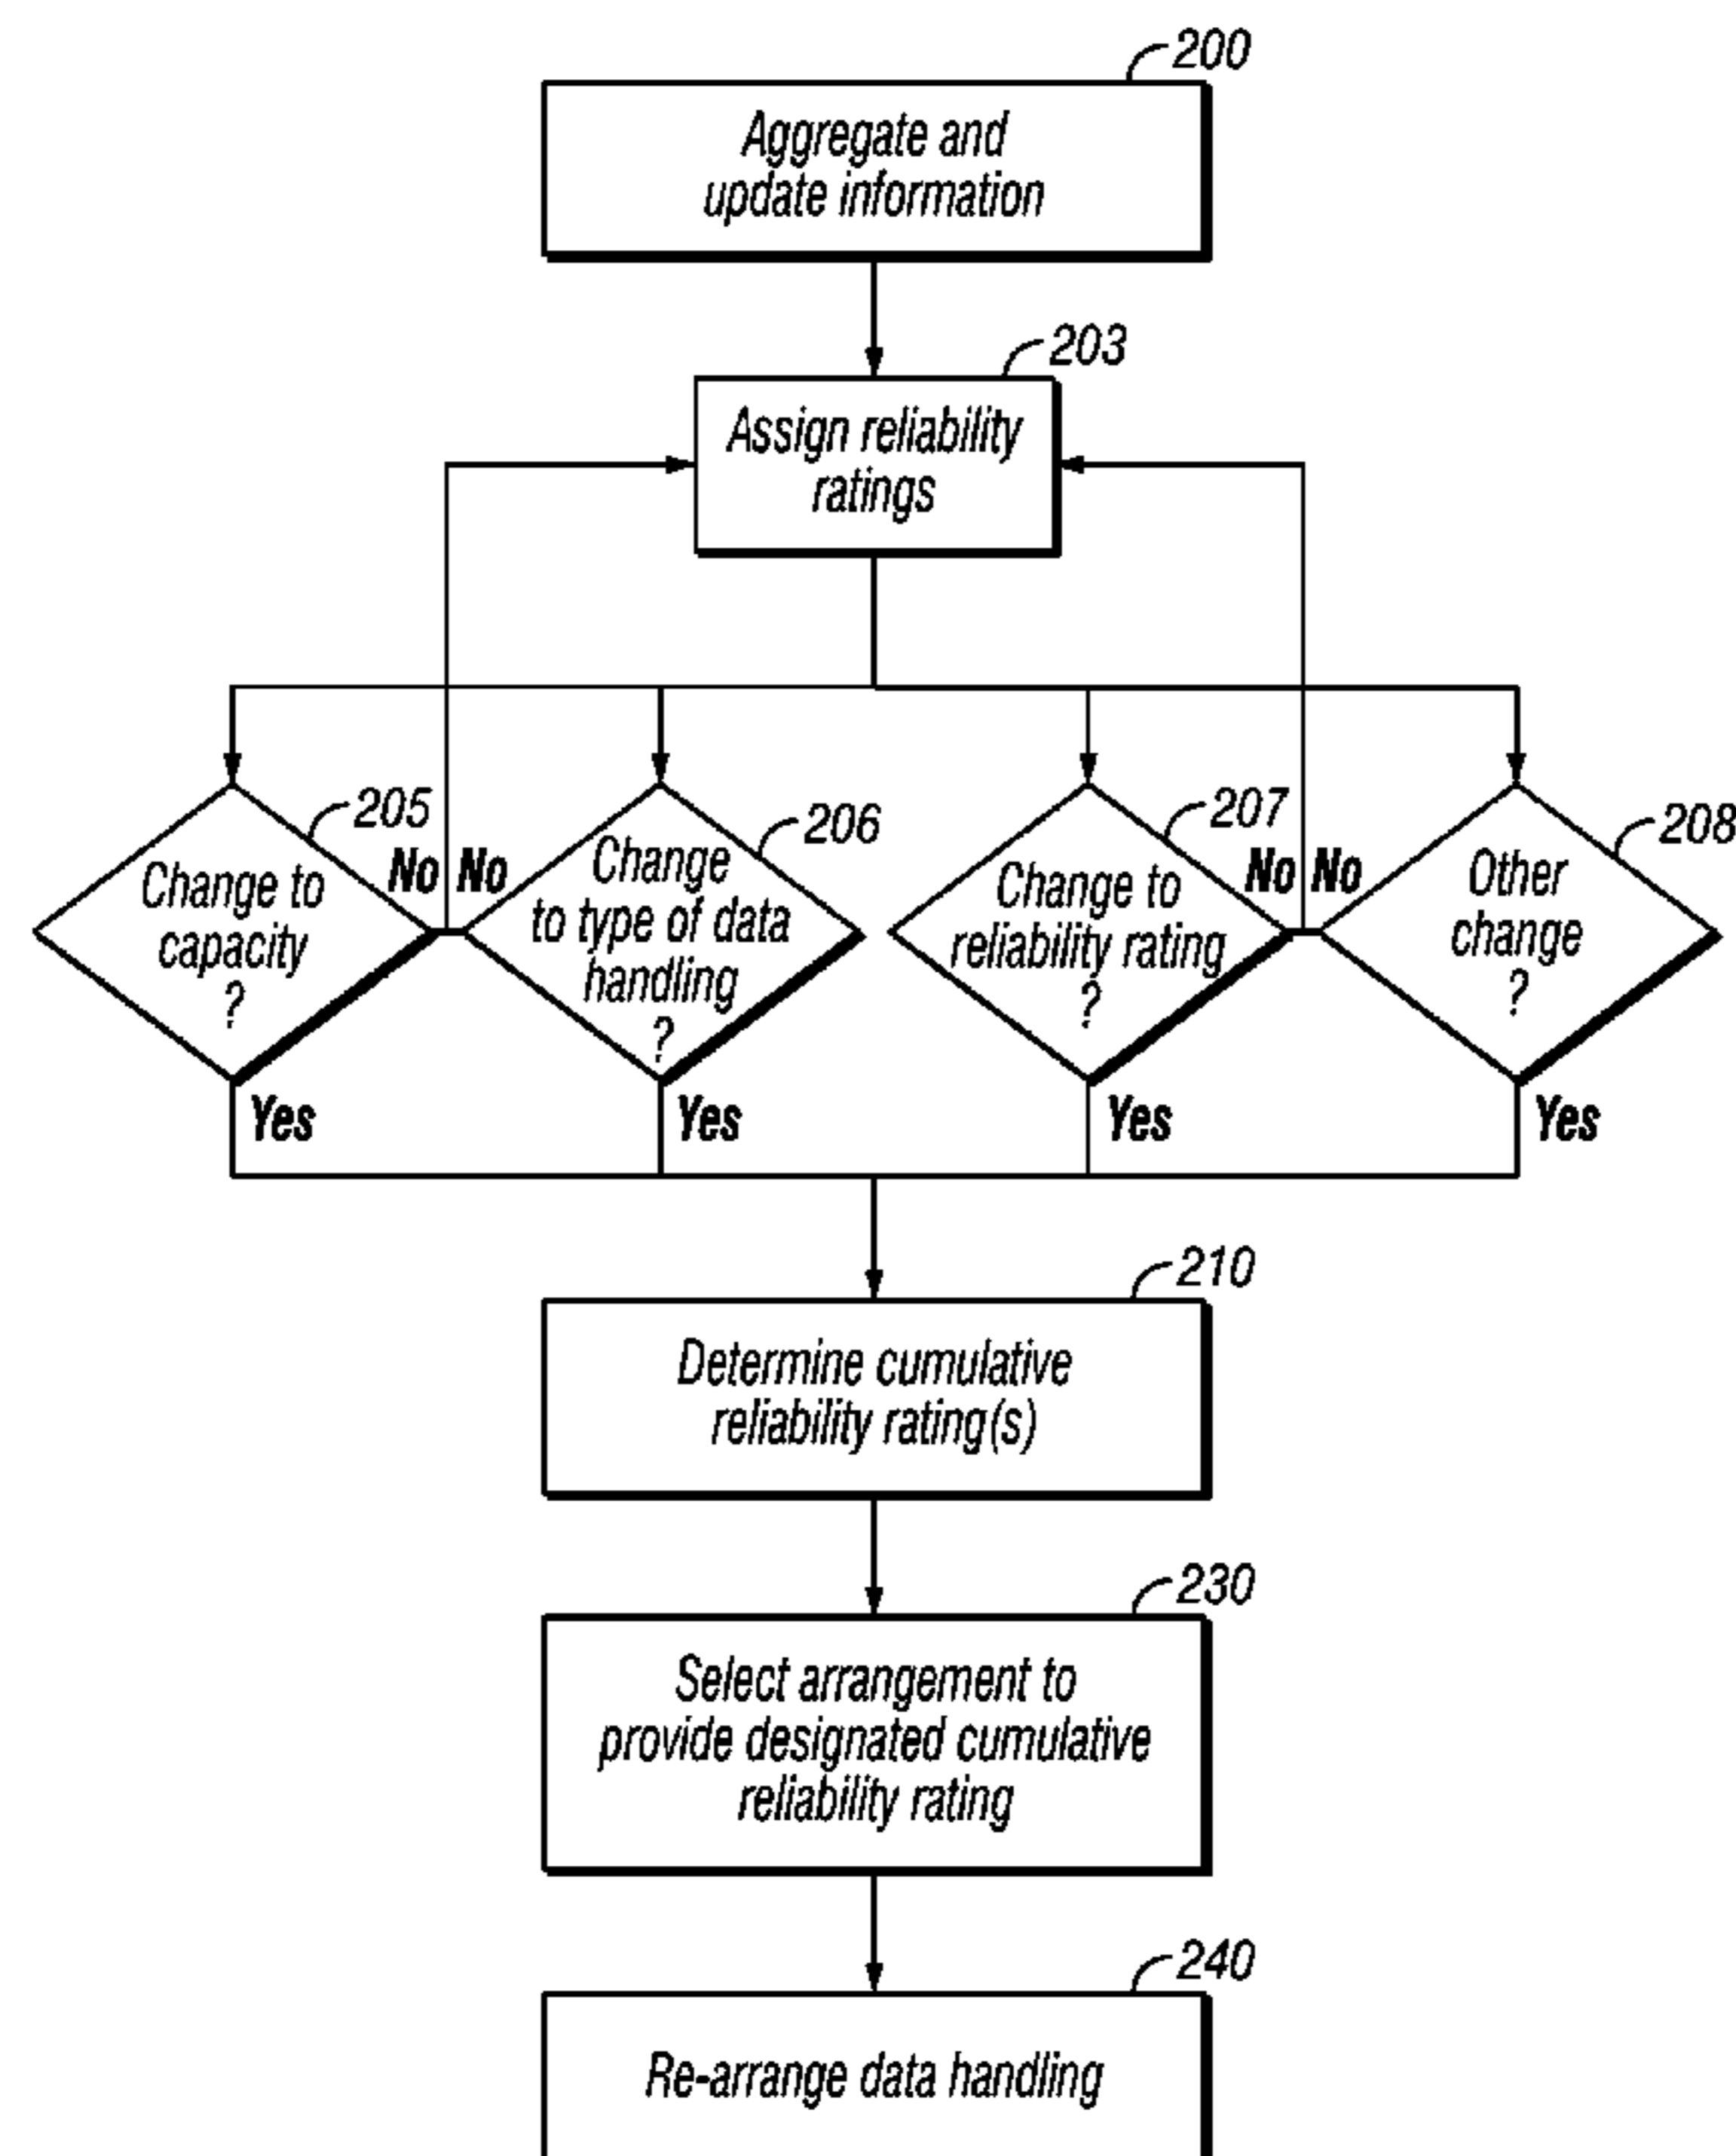 200
Aggregate and
update information
203
Assign reliability
ratings
205
Change to
capacity
?
No
No
206
Change
to type of data
handling
?
207
Change to
reliability rating
?
No
No
208
Other
change
?
Yes
Yes
Yes
Yes
210
Determine cumulative
reliability rating(s)
230
Select arrangement to
provide designated cumulative
reliability rating
240
Re-arrange data handling